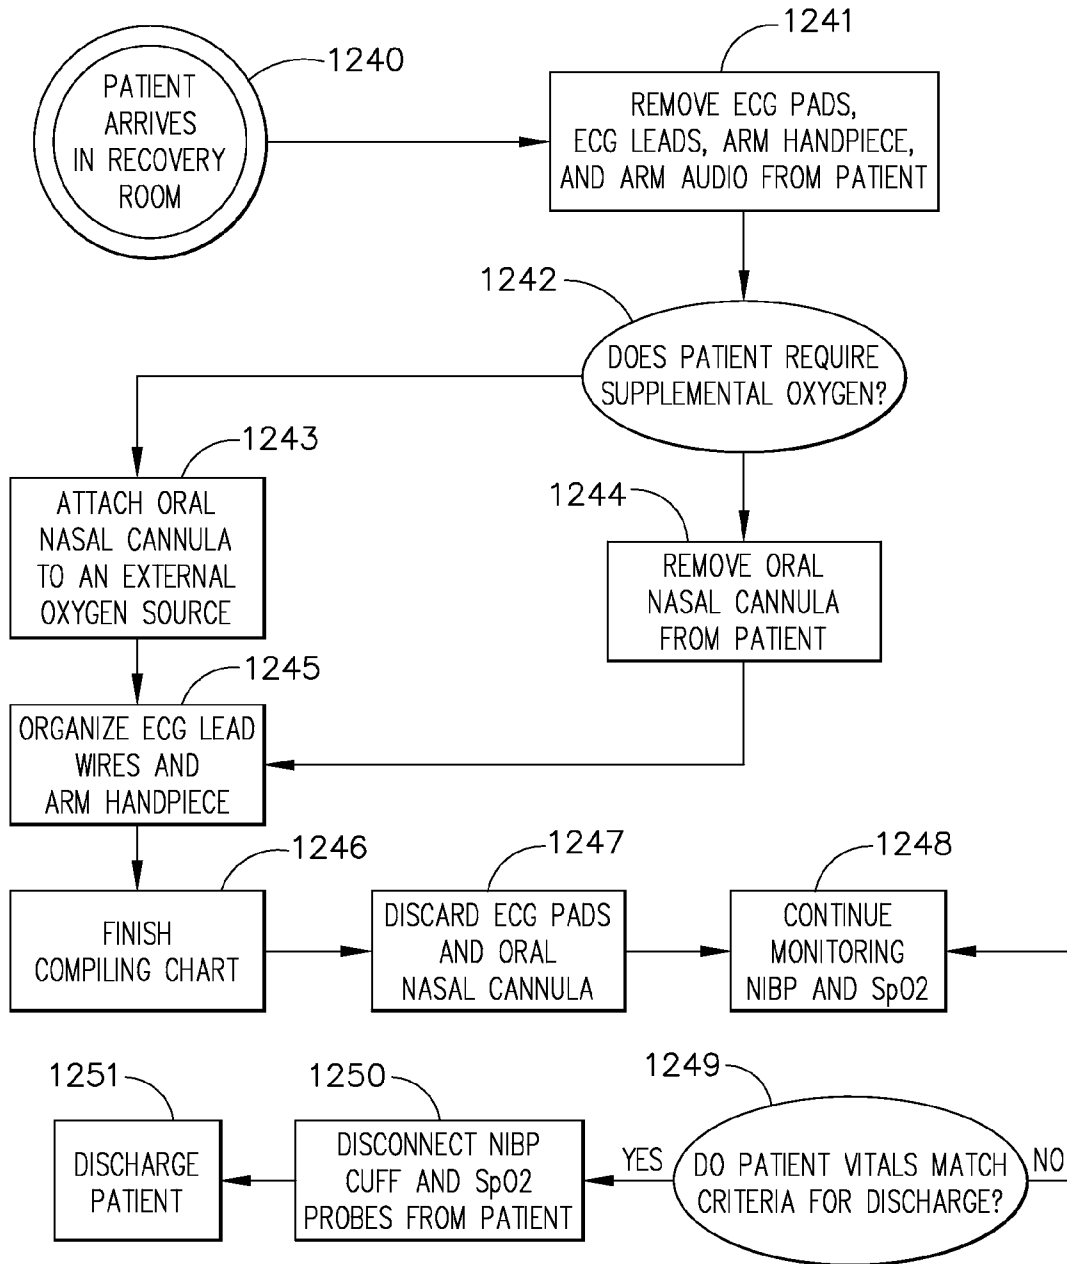 1240
PATIENT
ARRIVES
IN RECOVERY
ROOM
1241
REMOVE ECG PADS,
ECG LEADS, ARM HANDPIECE,
AND ARM AUDIO FROM PATIENT
1242
DOES PATIENT REQUIRE
SUPPLEMENTAL OXYGEN?
1243
ATTACH ORAL
NASAL CANNULA
TO AN EXTERNAL
OXYGEN SOURCE
1244
REMOVE ORAL
NASAL CANNULA
FROM PATIENT
1245
ORGANIZE ECG LEAD
WIRES AND
ARM HANDPIECE
1246
FINISH
COMPILING CHART
1247
DISCARD ECG PADS
AND ORAL
NASAL CANNULA
1248
CONTINUE
MONITORING
NIBP AND SpO2
1249
DO PATIENT VITALS MATCH
CRITERIA FOR DISCHARGE?
YES
NO
1250
DISCONNECT NIBP
CUFF AND SpO2
PROBES FROM PATIENT
1251
DISCHARGE
PATIENT